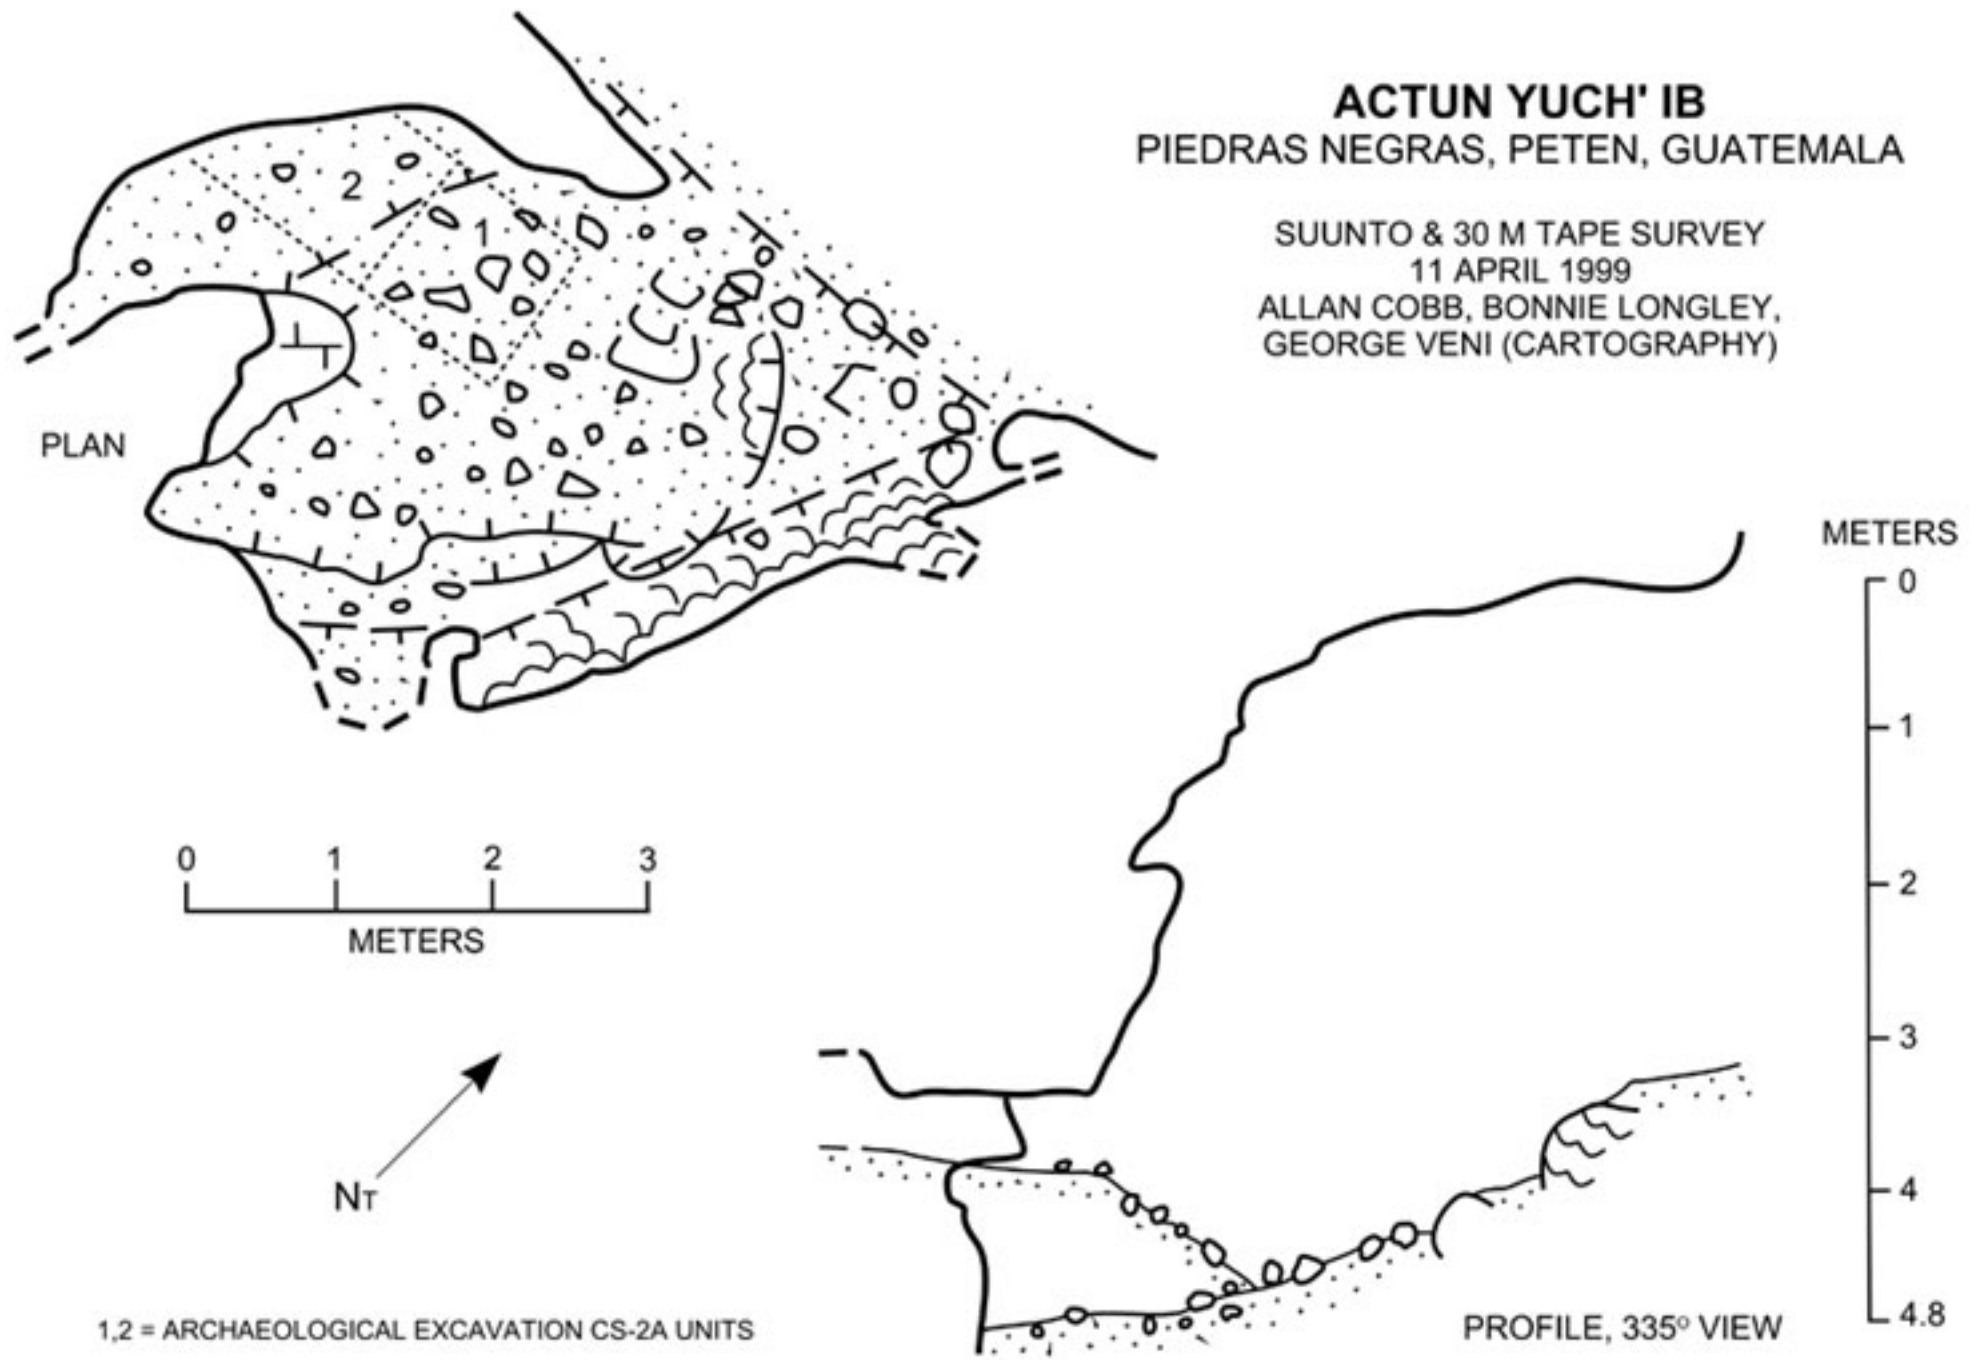 ACTUN YUCH' IB
PIEDRAS NEGRAS, PETEN, GUATEMALA
SUUNTO & 30 M TAPE SURVEY
11 APRIL 1999
ALLAN COBB, BONNIE LONGLEY,
GEORGE VENI (CARTOGRAPHY)
2
1
PLAN
METERS
0
1
2
3
4
4.8
0 1 2 3
METERS
NT
1,2 = ARCHAEOLOGICAL EXCAVATION CS-2A UNITS
PROFILE, 335º VIEW